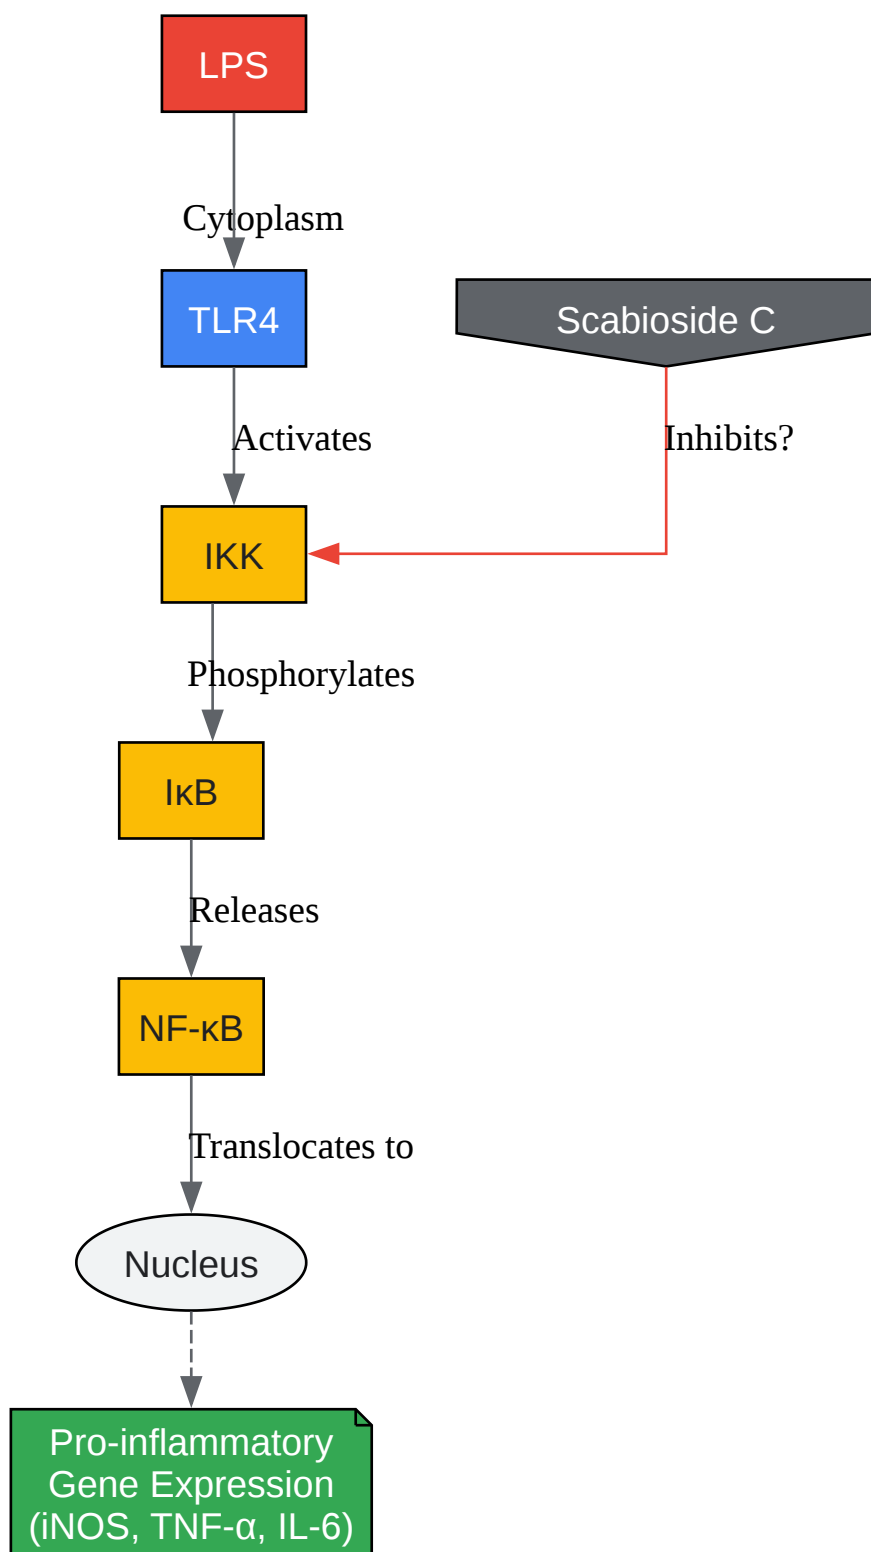 LPS
Cytoplasm
TLR4
Scabioside C
Activates
Inhibits?
IKK
Phosphorylates
IκB
Releases
NF-κB
Translocates to
Nucleus
Pro-inflammatory
Gene Expression
(iNOS, TNF-α, IL-6)